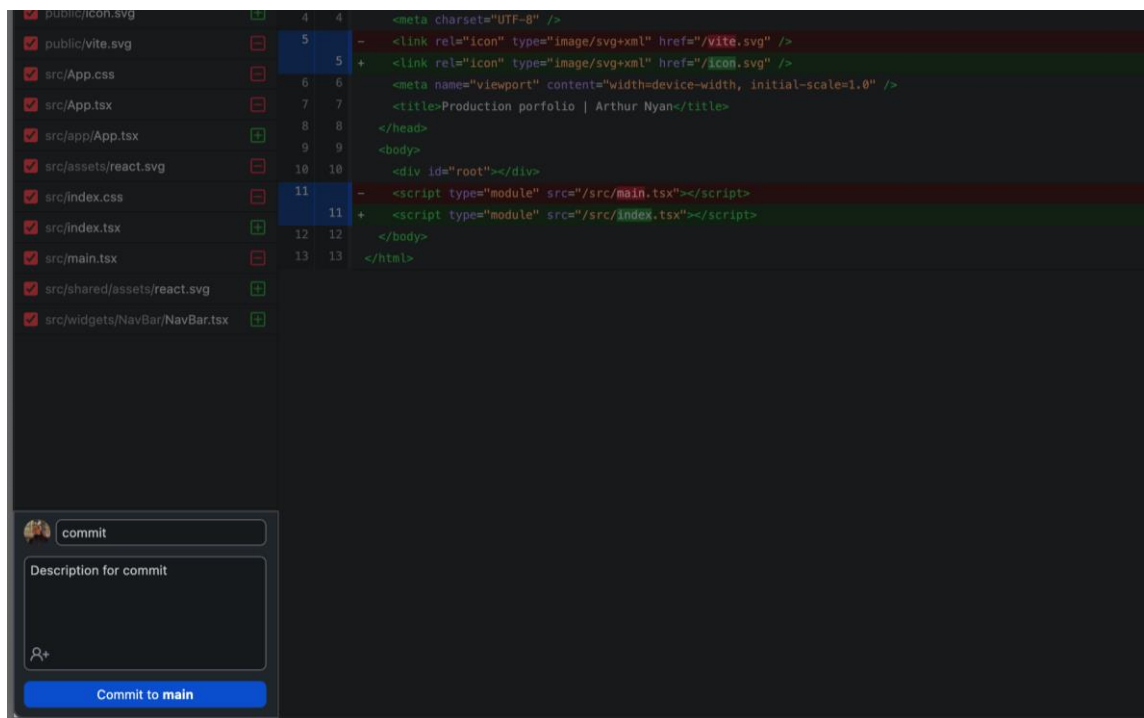 public/icon.svg
public/vite.svg
src/App.css
src/App.tsx
src/app/App.tsx
src/assets/react.svg
src/index.css
src/index.tsx
src/main.tsx
src/shared/assets/react.svg
src/widgets/NavBar/NavBar.tsx
4 4 <meta charset="UTF-8" />
5 - <link rel="icon" type="image/svg+xml" href="/vite.svg" />
5 + <link rel="icon" type="image/svg+xml" href="/icon.svg" />
6 6 <meta name="viewport" content="width=device-width, initial-scale=1.0" />
7 7 <title>Production porfolio | Arthur Nyan</title>
8 8 </head>
9 9 <body>
10 10 <div id="root"></div>
11 - <script type="module" src="/src/main.tsx"></script>
11 + <script type="module" src="/src/index.tsx"></script>
12 12 </body>
13 13 </html>
commit
Description for commit
Commit to main